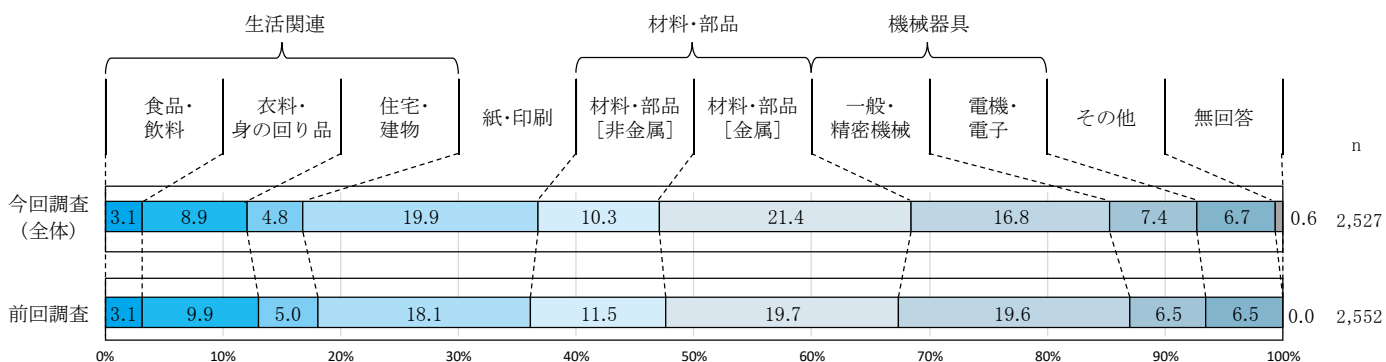 生活関連 材料・部品 機械器具
食品・ 衣料・ 住宅・ 紙・印刷 材料・部品 材料・部品 一般・ 電機・ その他 無回答
飲料 身の回り品 建物 [非金属] [金属] 精密機械 電子
n
今回調査
(全体)
3.1 8.9 4.8 19.9 10.3 21.4 16.8 7.4 6.7 0.6 2,527
前回調査 3.1 9.9 5.0 18.1 11.5 19.7 19.6 6.5 6.5 0.0 2,552
0% 10% 20% 30% 40% 50% 60% 70% 80% 90% 100%